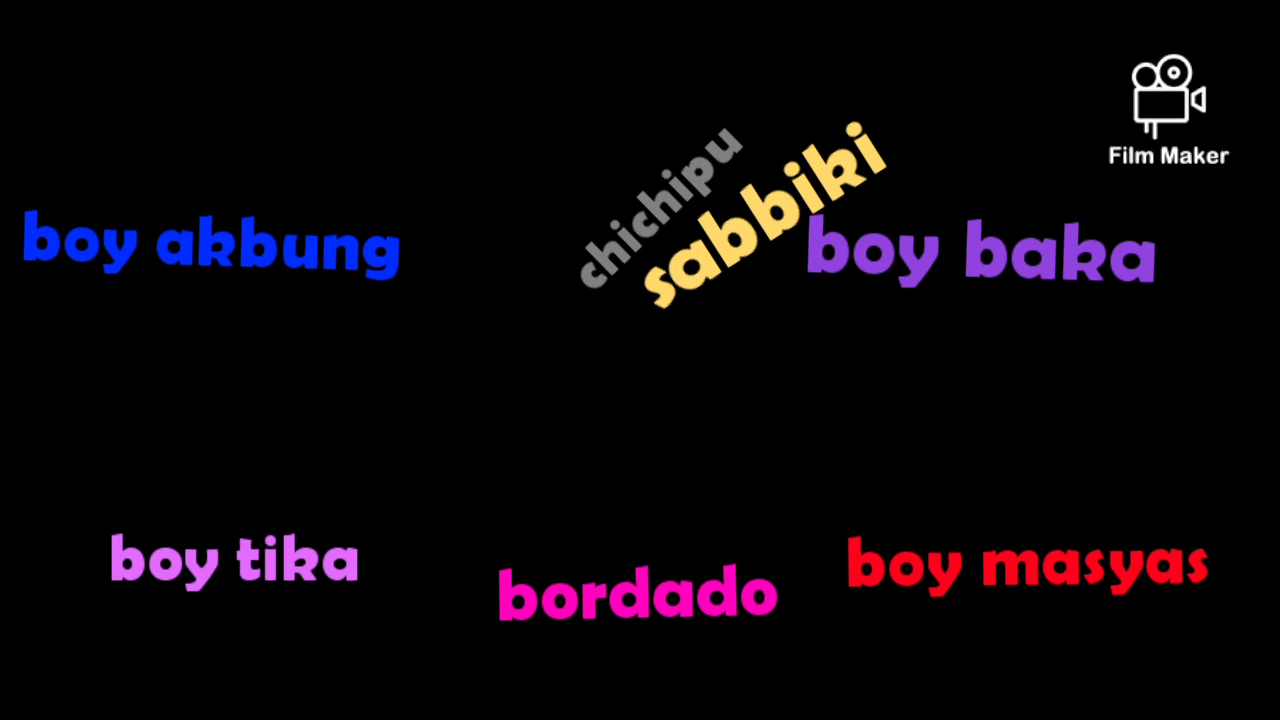 Film Maker
chichipu
sabbiki
boy akbung
boy baka
boy tika
bordado
boy masyas